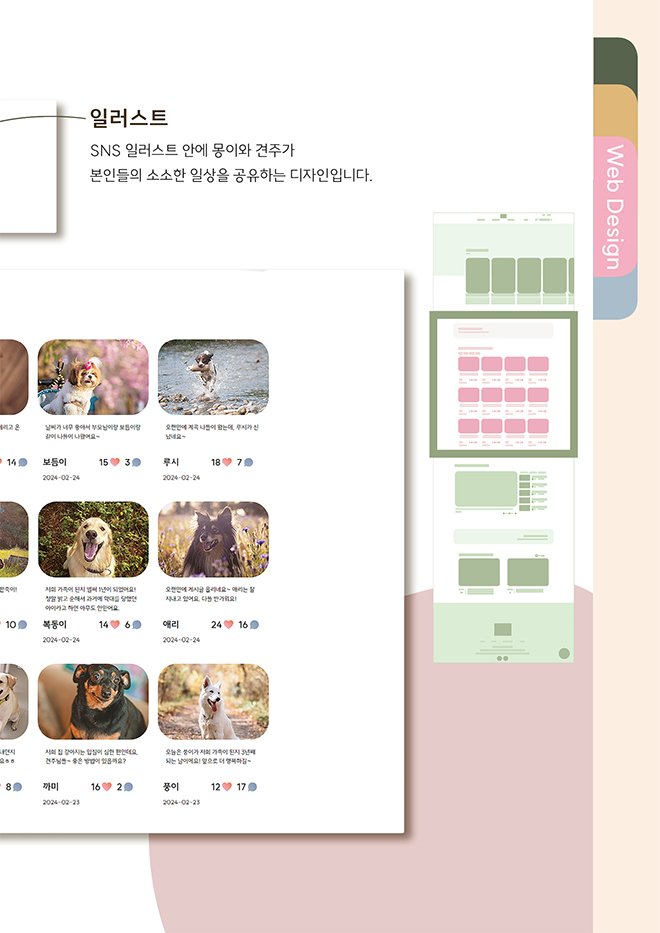 일러스트
SNS 일러스트 안에 몽이와 견주가
본인들의 소소한 일상을 공유하는 디자인입니다.
Web Design
14
날씨가 너무 좋아서 부모님이랑 보듬이랑
같이 나들이 나왔어요~
보듬이 15 3
2024-02-24
오랜만에 계곡 나들이 왔는데, 루시가 신
났네요~
루시 18 7
2024-02-24
10
저희 가족이 된지 벌써 1년이 되었어요!
정말 밝고 순해서 과거에 학대를 당했던
아이라고 하면 아무도 안믿어요.
복동이 14 6
2024-02-24
오랜만에 게시글 올리네요~ 애리는 잘
지내고 있어요. 다들 반가워요!
애리 24 16
2024-02-24
8
저희 집 강아지는 입질이 심한 편인데요,
견주님들~ 좋은 방법이 있을까요?
까미 16 2
2024-02-23
오늘은 풍이가 저희 가족이 된지 3년째
되는 날이에요! 앞으로 더 행복하길~
풍이 12 17
2024-02-23